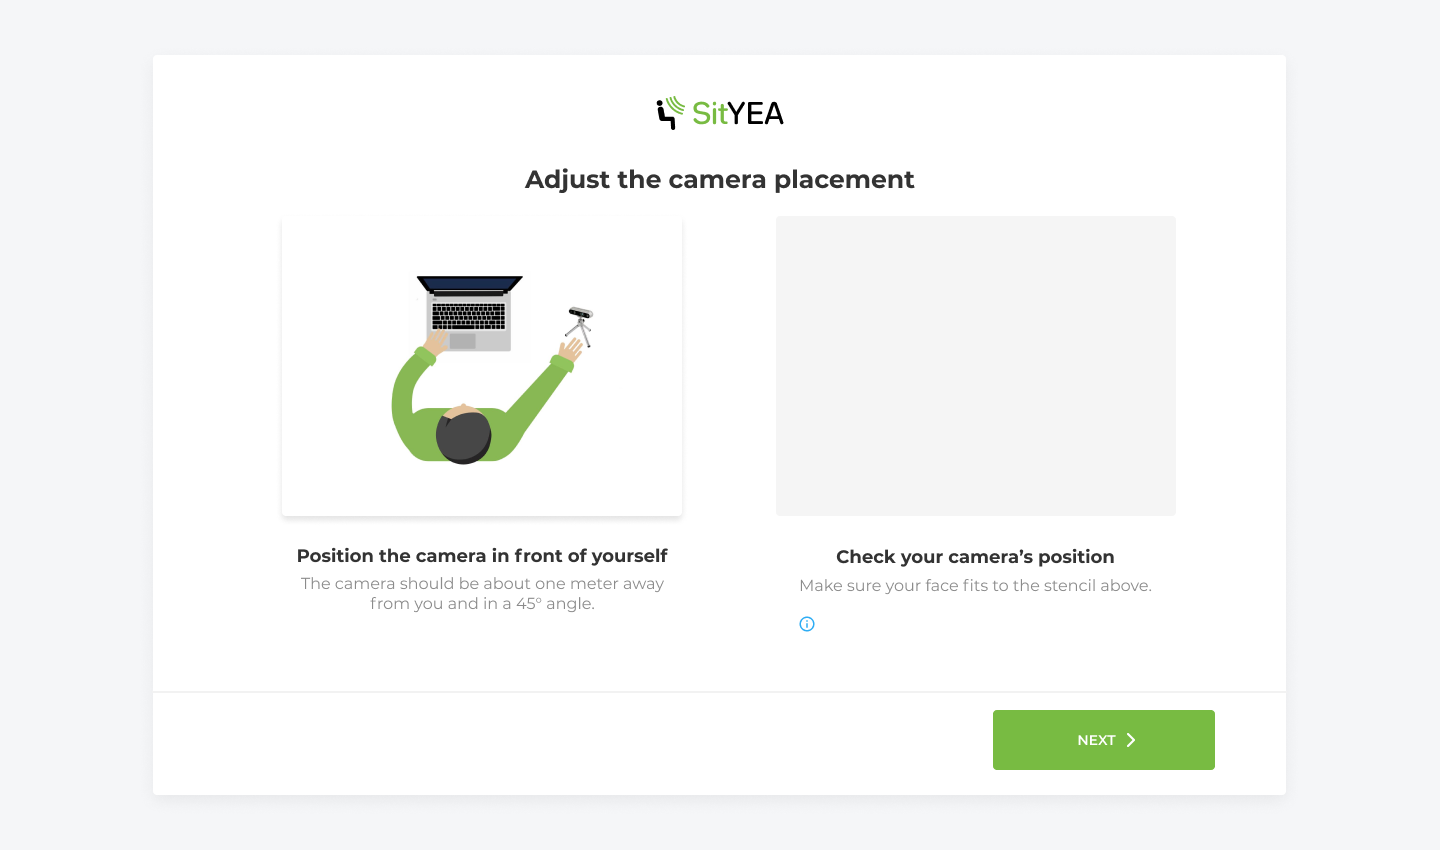 SitYEA
Adjust the camera placement
Position the camera in front of yourself
The camera should be about one meter away
from you and in a 45° angle.
Check your camera’s position
Make sure your face fits to the stencil above.
NEXT